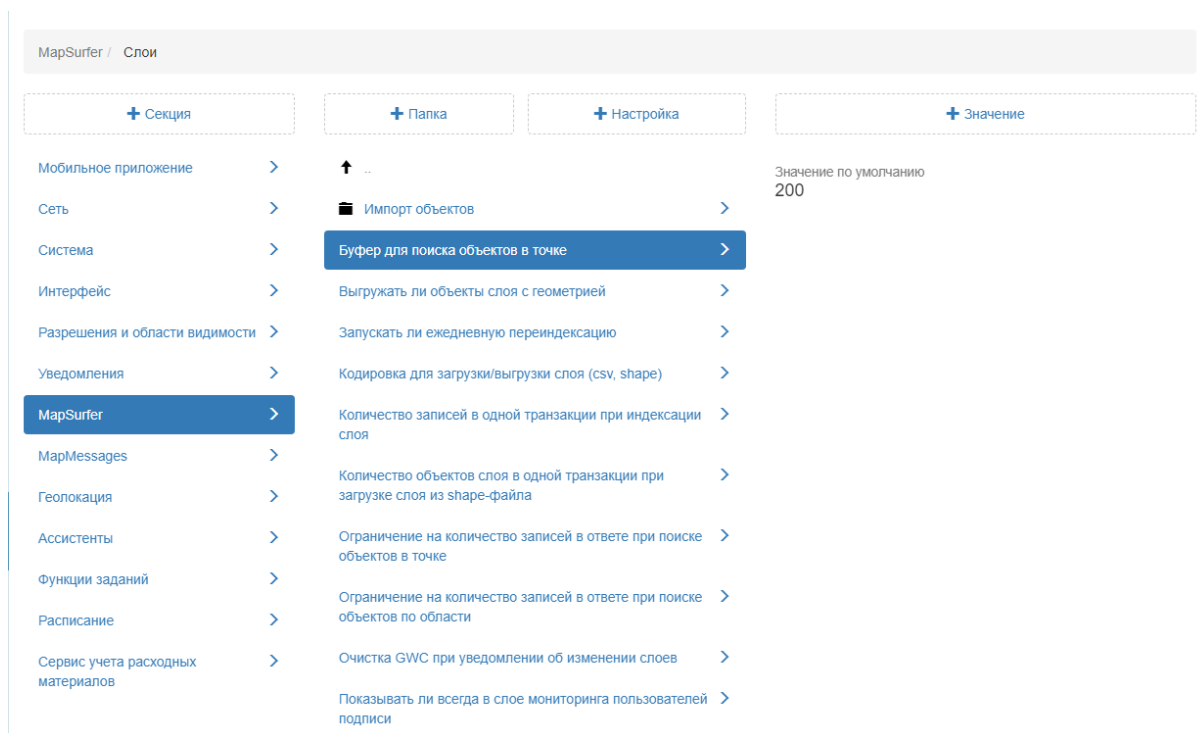 MapSurfer / Слои
Секция
Папка
Настройка
Значение
Мобильное приложение
Сеть
Система
Интерфейс
Разрешения и области видимости
Уведомления
MapSurfer
MapMessages
Геолокация
Ассистенты
Функции заданий
Расписание
Сервис учета расходных
материалов
..
Импорт объектов
Буфер для поиска объектов в точке
Выгружать ли объекты слоя с геометрией
Запускать ли ежедневную переиндексацию
Кодировка для загрузки/выгрузки слоя (csv, shape)
Количество записей в одной транзакции при индексации
слоя
Количество объектов слоя в одной транзакции при
загрузке слоя из shape-файла
Ограничение на количество записей в ответе при поиске
объектов в точке
Ограничение на количество записей в ответе при поиске
объектов по области
Очистка GWC при уведомлении об изменении слоев
Показывать ли всегда в слое мониторинга пользователей
подписи
Значение по умолчанию
200